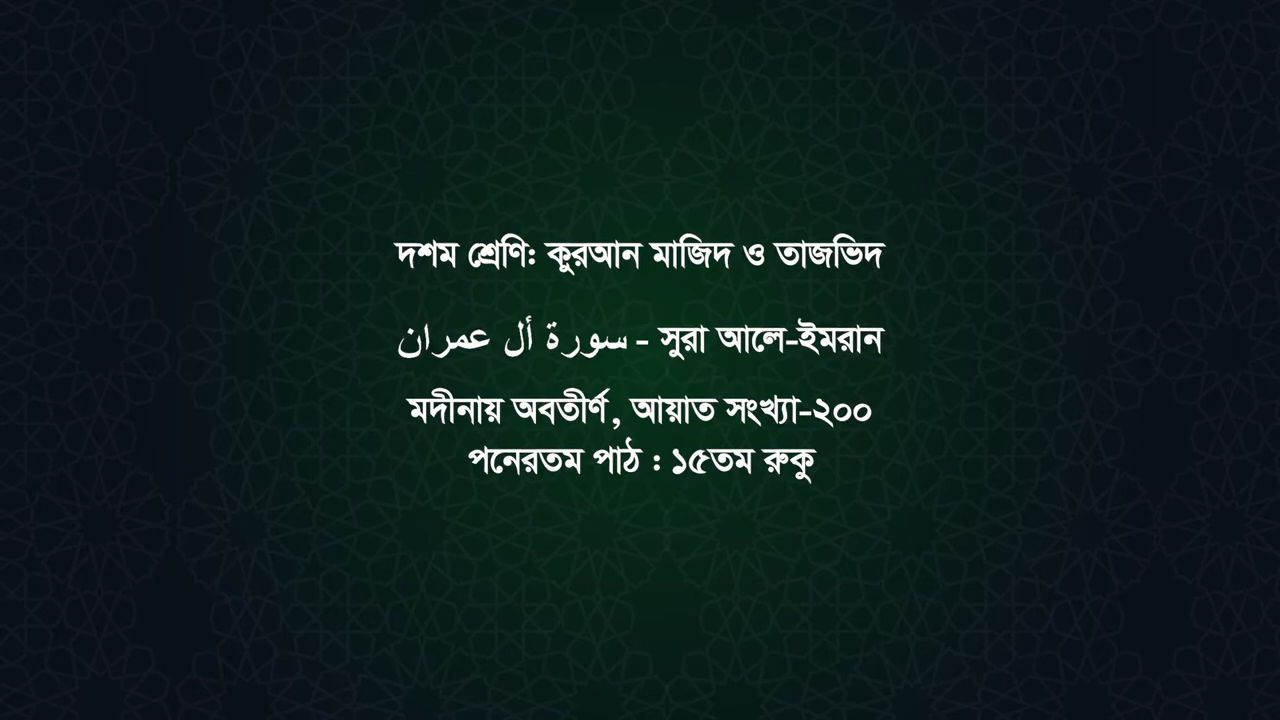 দশম শ্রেণি: কুরআন মাজিদ ও তাজভিদ
سورة أل عمران - সুরা আলে-ইমরান
মদীনায় অবতীর্ণ, আয়াত সংখ্যা-২০০
পনেরতম পাঠ : ১৫তম রুকু